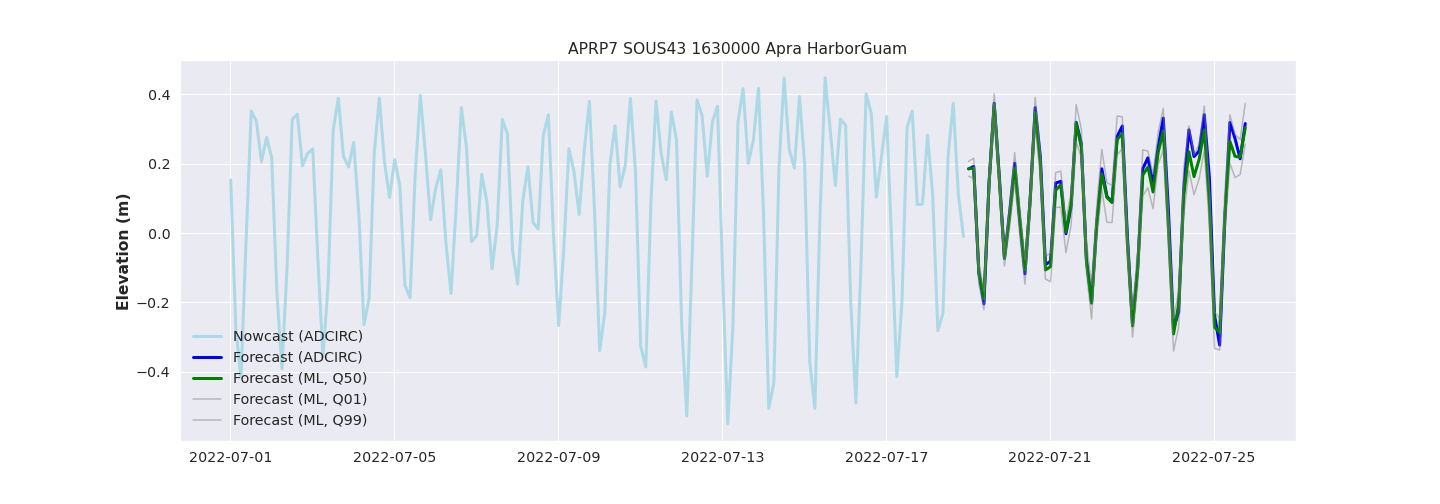 APRP7 SOUS43 1630000 Apra HarborGuam
Elevation (m)
0.4
0.2
0.0
−0.2
−0.4
Nowcast (ADCIRC)
Forecast (ADCIRC)
Forecast (ML, Q50)
Forecast (ML, Q01)
Forecast (ML, Q99)
2022-07-01 2022-07-05 2022-07-09 2022-07-13 2022-07-17 2022-07-21 2022-07-25